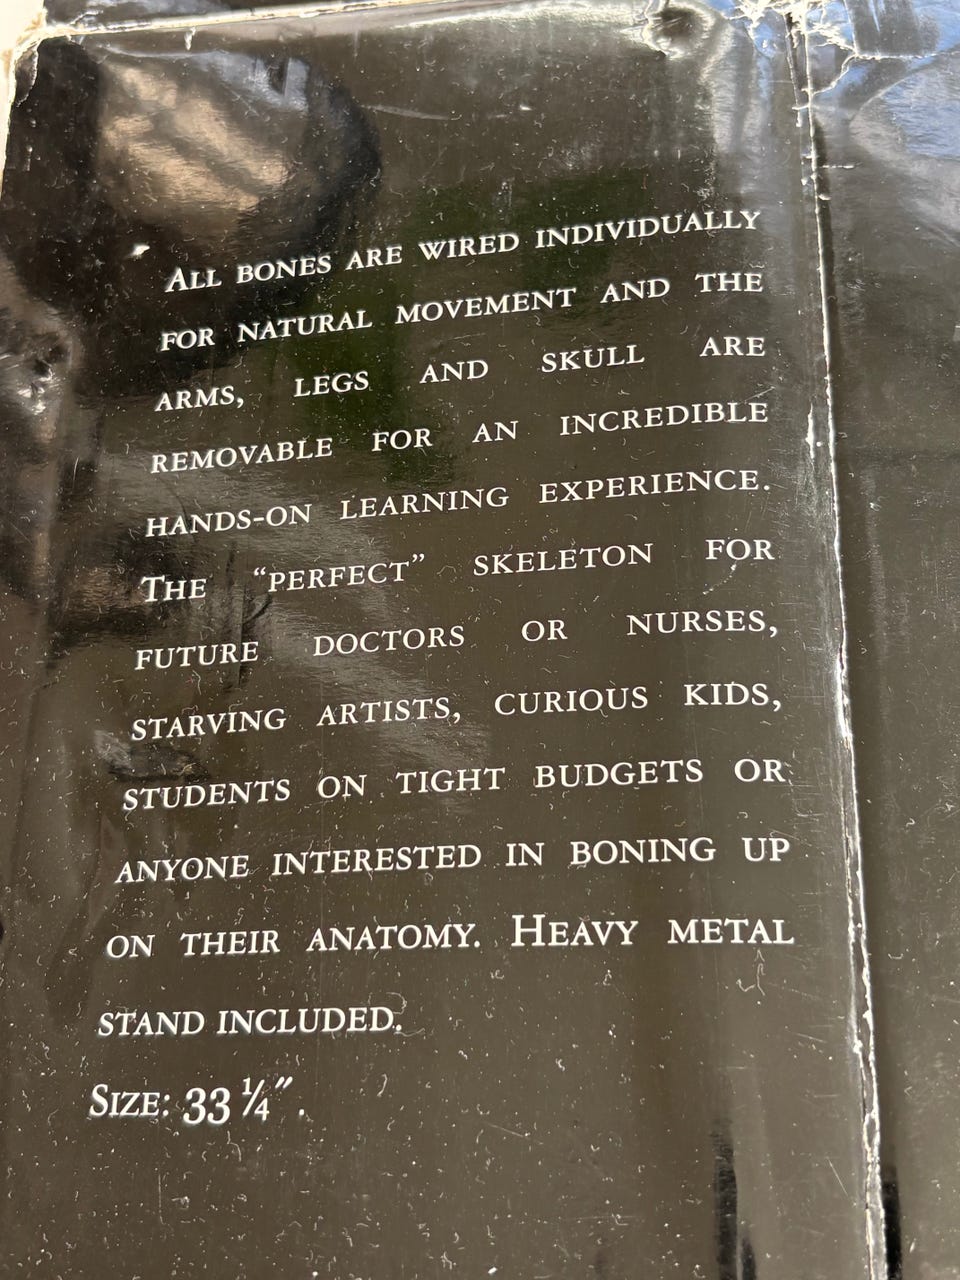 All bones are wired individually
for natural movement and the
arms, legs and skull are
removable for an incredible
hands-on learning experience.
The “perfect” skeleton for
future doctors or nurses,
starving artists, curious kids,
students on tight budgets or
anyone interested in boning up
on their anatomy. Heavy metal
stand included.
Size: 33 ¼″.